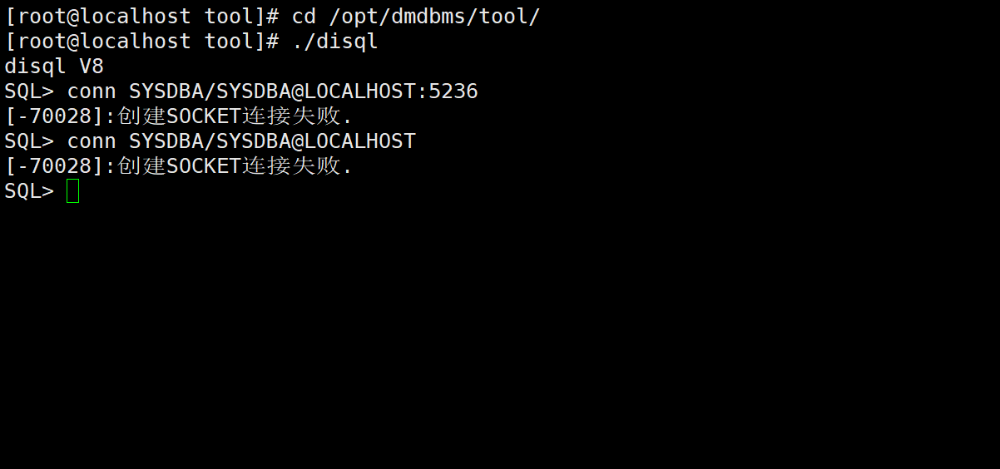 [root@localhost tool]# cd /opt/dmdbms/tool/
[root@localhost tool]# ./disql
disql V8
SQL> conn SYSDBA/SYSDBA@LOCALHOST:5236
[-70028]:创建SOCKET连接失败.
SQL> conn SYSDBA/SYSDBA@LOCALHOST
[-70028]:创建SOCKET连接失败.
SQL>